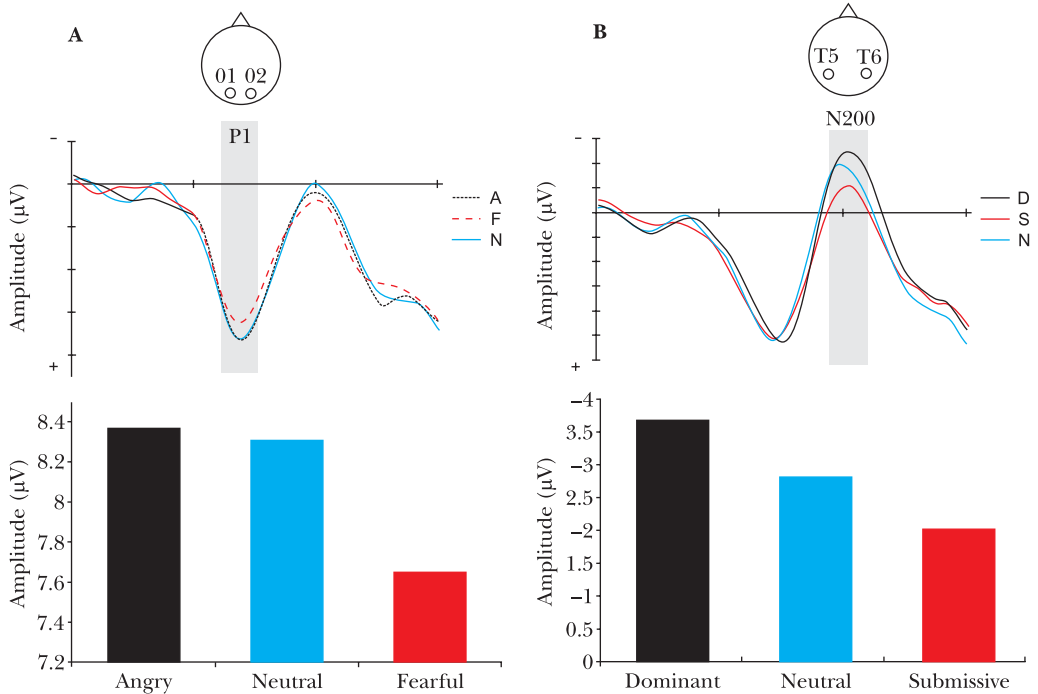 A
01 02
P1
−
Amplitude (μV)
+
A
F
N
8.4
8.2
8
7.8
7.6
7.4
7.2
Amplitude (μV)
Angry Neutral Fearful
B
T5 T6
N200
−
Amplitude (μV)
+
D
S
N
−4
3.5
−3
2.5
−2
1.5
−1
0.5
0
Amplitude (μV)
Dominant Neutral Submissive